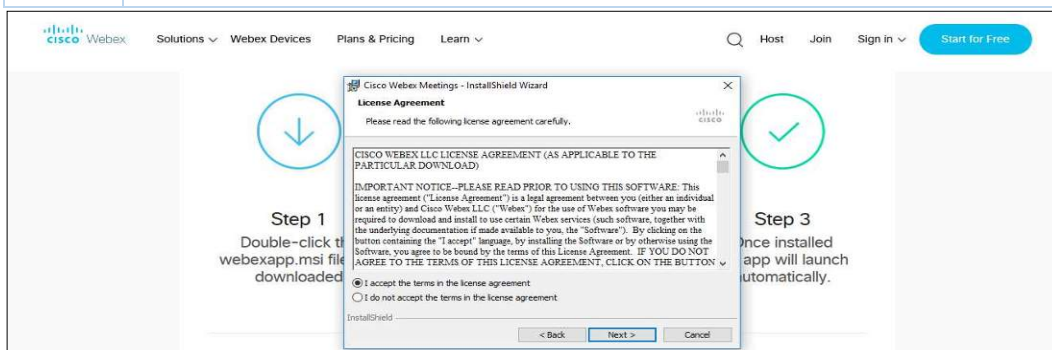 CISCO Webex Solutions Webex Devices Plans & Pricing Learn Host Join Sign in Start for Free
Cisco Webex Meetings - InstallShield Wizard
License Agreement
Please read the following license agreement carefully.
CISCO
CISCO WEBEX LLC LICENSE AGREEMENT (AS APPLICABLE TO THE
PARTICULAR DOWNLOAD)
IMPORTANT NOTICE--PLEASE READ PRIOR TO USING THIS SOFTWARE: This
license agreement ("License Agreement") is a legal agreement between you (either an individual
or an entity) and Cisco Webex LLC ("Webex") for the use of Webex software you may be
required to download and install to use certain Webex services (such software, together with
the underlying documentation if made available to you, the "Software"). By clicking on the
button containing the "I accept" language, by installing the Software or by otherwise using the
Software, you agree to be bound by the terms of this License Agreement. IF YOU DO NOT
AGREE TO THE TERMS OF THIS LICENSE AGREEMENT, CLICK ON THE BUTTON
I accept the terms in the license agreement
I do not accept the terms in the license agreement
InstallShield
< Back Next > Cancel
Step 1
Double-click
webexapp.msi
downloaded
Step 3
installed
app will launch